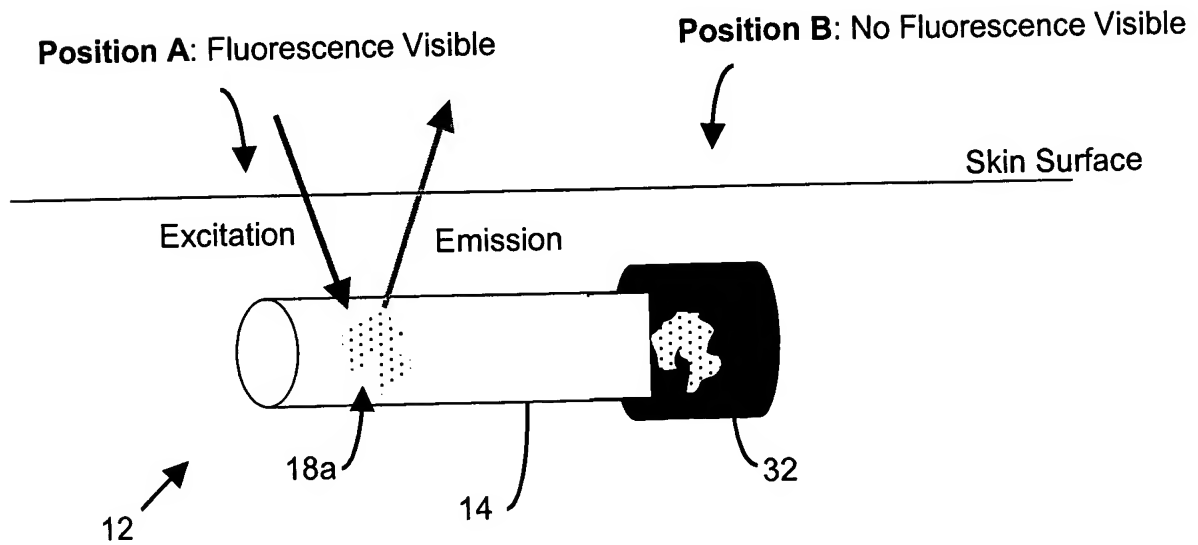 Position A: Fluorescence Visible
Position B: No Fluorescence Visible
Skin Surface
Excitation
Emission
18a
32
14
12